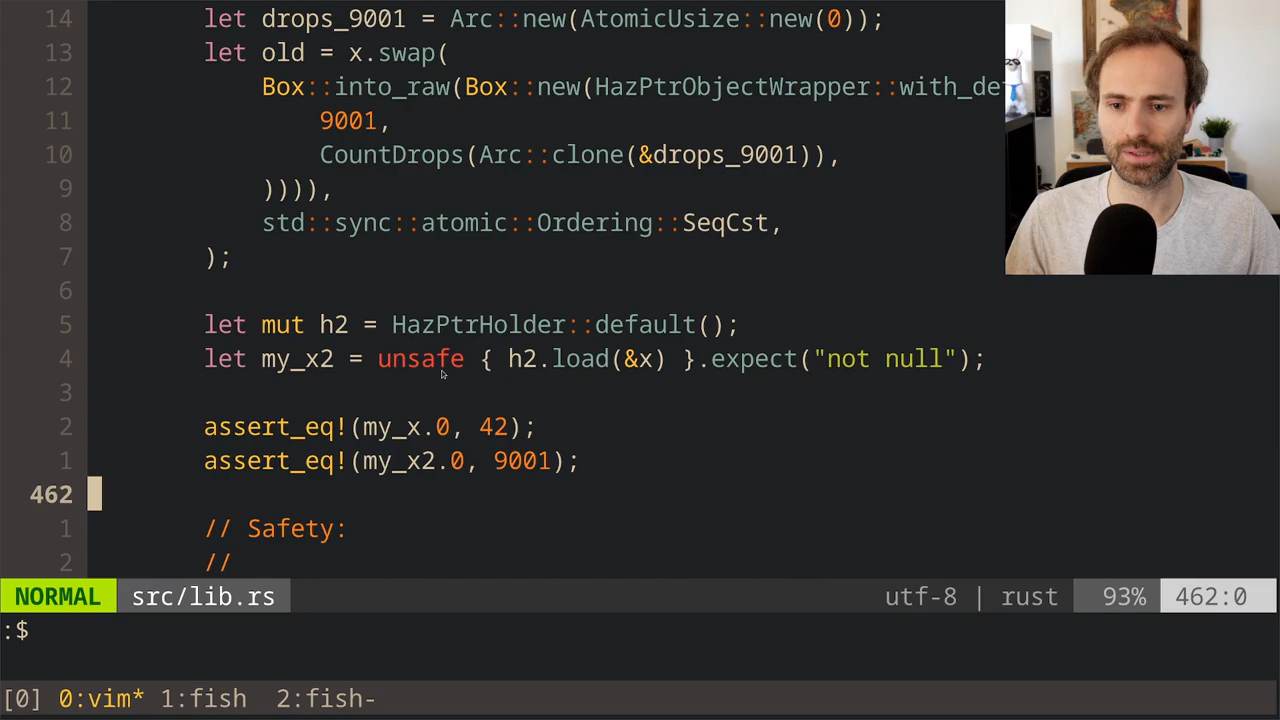 14 let drops_9001 = Arc::new(AtomicUsize::new(0));
13 let old = x.swap(
12 Box::into_raw(Box::new(HazPtrObjectWrapper::with_de
11 9001,
10 CountDrops(Arc::clone(&drops_9001)),
9 )))),
8 std::sync::atomic::Ordering::SeqCst,
7 );
6
5 let mut h2 = HazPtrHolder::default();
4 let my_x2 = unsafe { h2.load(&x) }.expect("not null");
3
2 assert_eq!(my_x.0, 42);
1 assert_eq!(my_x2.0, 9001);
462
1 // Safety:
2 //
NORMAL src/lib.rs utf-8 | rust 93% 462:0
:$
[0] 0:vim* 1:fish 2:fish-